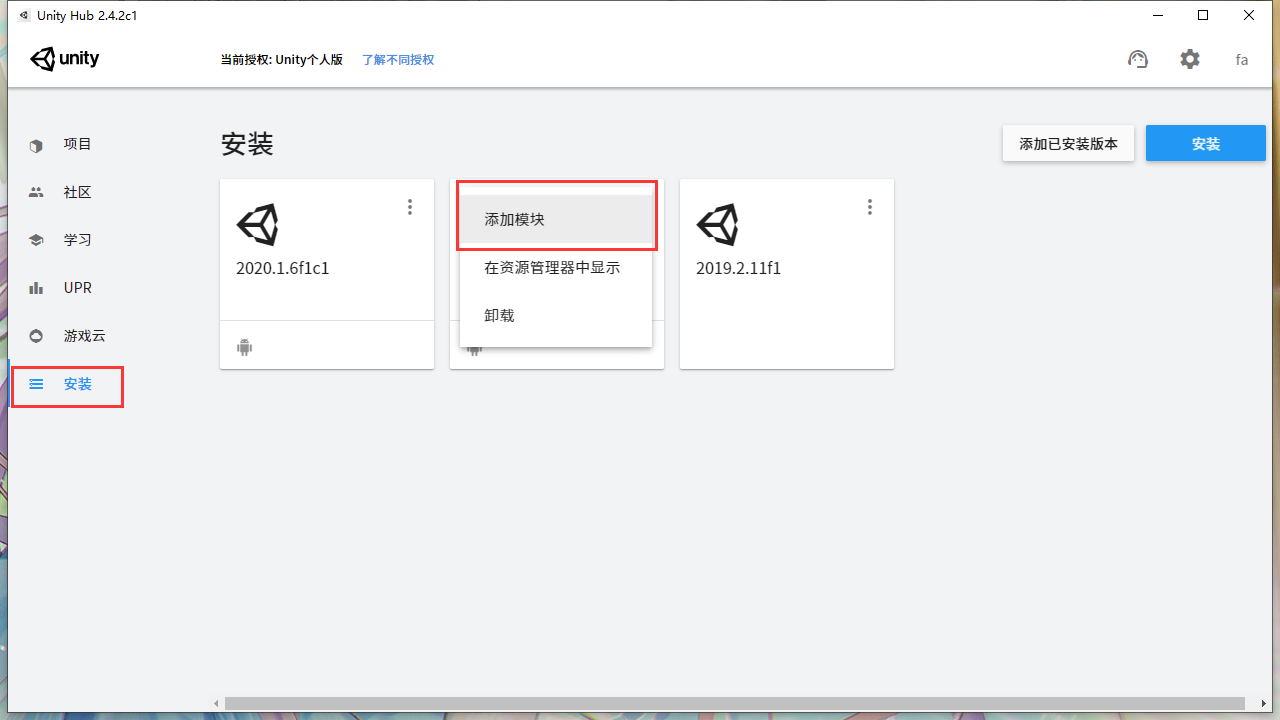 Unity Hub 2.4.2c1
unity
当前授权: Unity个人版 了解不同授权
fa
项目
社区
学习
UPR
游戏云
安装
安装
添加已安装版本
安装
2020.1.6f1c1
添加模块
在资源管理器中显示
卸载
2019.2.11f1